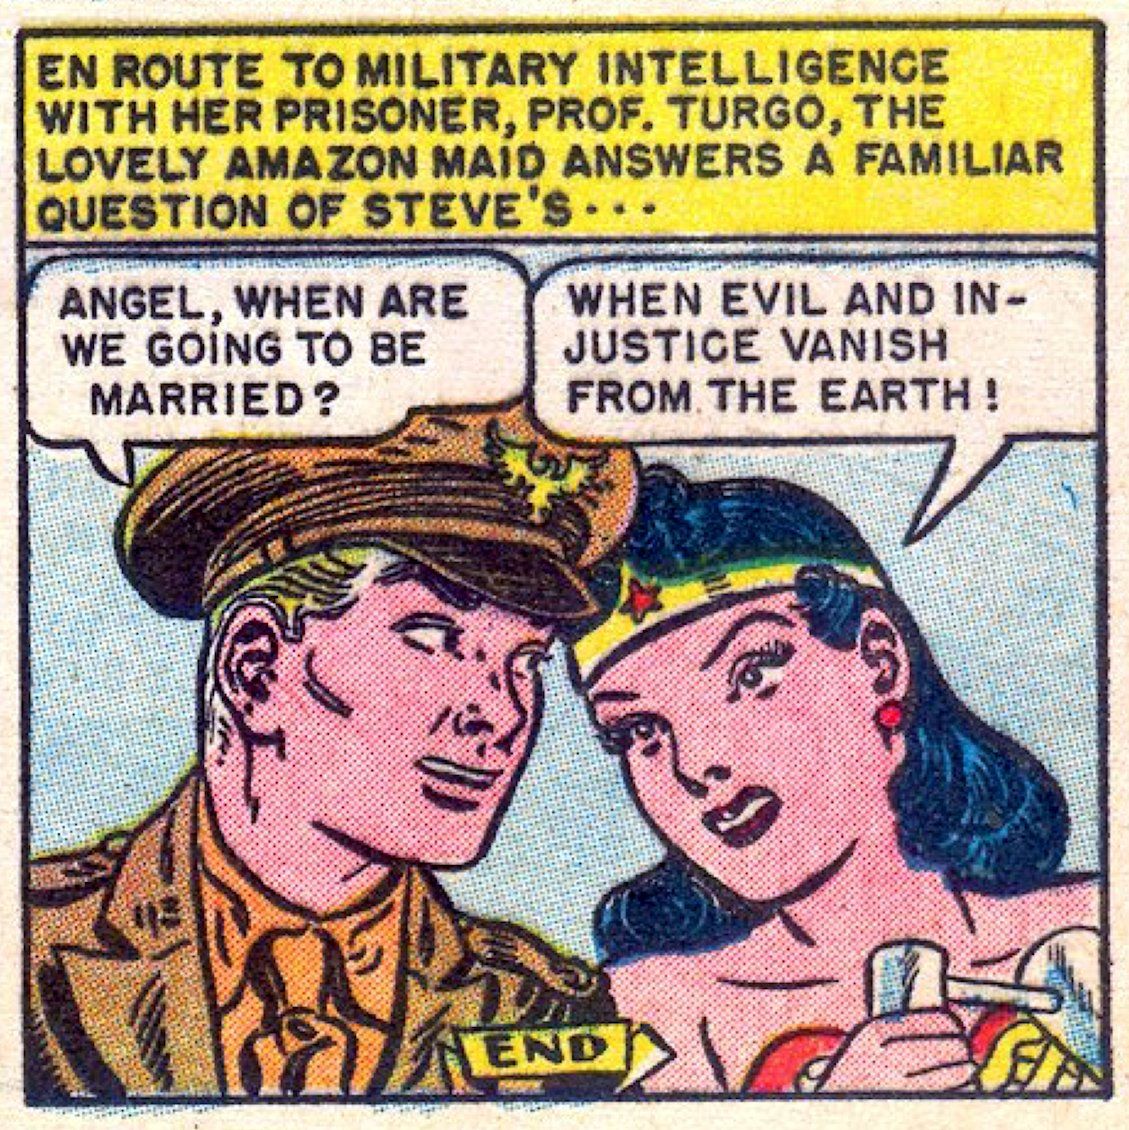 EN ROUTE TO MILITARY INTELLIGENCE
WITH HER PRISONER, PROF. TURGO, THE
LOVELY AMAZON MAID ANSWERS A FAMILIAR
QUESTION OF STEVE'S...
ANGEL, WHEN ARE
WE GOING TO BE
MARRIED?
WHEN EVIL AND IN-
JUSTICE VANISH
FROM THE EARTH!
END